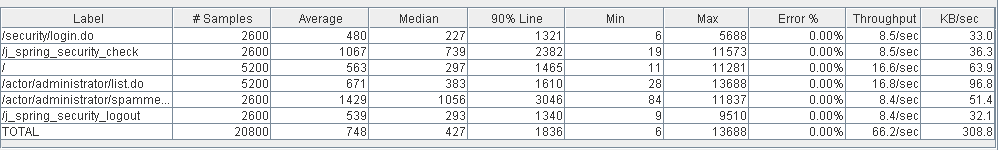 Label # Samples Average Median 90% Line Min Max Error % Throughput KB/sec
/security/login.do 2600 480 227 1321 6 5688 0.00% 8.5/sec 33.0
/j_spring_security_check 2600 1067 739 2382 19 11573 0.00% 8.5/sec 36.3
/ 5200 563 297 1465 11 11281 0.00% 16.6/sec 63.9
/actor/administrator/list.do 5200 671 383 1610 28 13688 0.00% 16.8/sec 96.8
/actor/administrator/spamme... 2600 1429 1056 3046 84 11837 0.00% 8.4/sec 51.4
/j_spring_security_logout 2600 539 293 1340 9 9510 0.00% 8.4/sec 32.1
TOTAL 20800 748 427 1836 6 13688 0.00% 66.2/sec 308.8